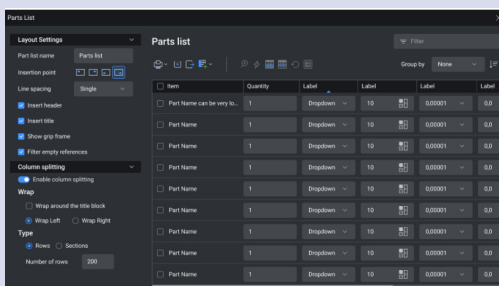 Parts List
Layout Settings
Part list name Parts list
Insertion point
Line spacing Single
Insert header
Insert title
Show grip frame
Filter empty references
Column splitting
Enable column splitting
Wrap
Wrap around the title block
Wrap Left Wrap Right
Type
Rows Sections
Number of rows 200
Parts list
Filter
Group by None
Item Quantity Label Label Label Label
Part Name can be very lo... 1 Dropdown 10 0,00001 0,0
Part Name 1 Dropdown 10 0,00001 0,0
Part Name 1 Dropdown 10 0,00001 0,0
Part Name 1 Dropdown 10 0,00001 0,0
Part Name 1 Dropdown 10 0,00001 0,0
Part Name 1 Dropdown 10 0,00001 0,0
Part Name 1 Dropdown 10 0,00001 0,0
Part Name 1 Dropdown 10 0,00001 0,0
Part Name 1 Dropdown 10 0,00001 0,0